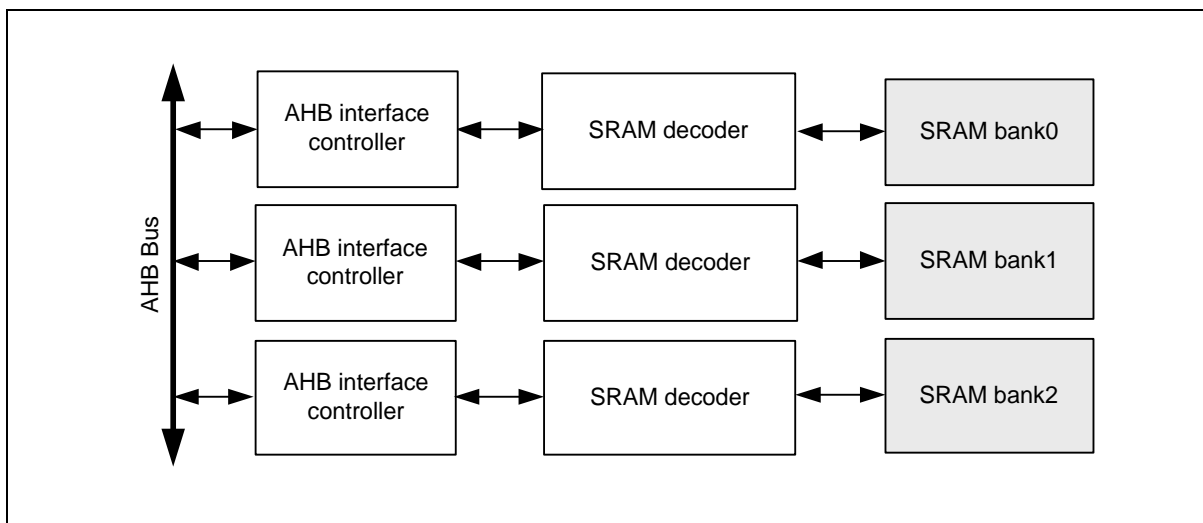 AHB Bus
AHB interface
controller
SRAM decoder
SRAM bank0
AHB interface
controller
SRAM decoder
SRAM bank1
AHB interface
controller
SRAM decoder
SRAM bank2